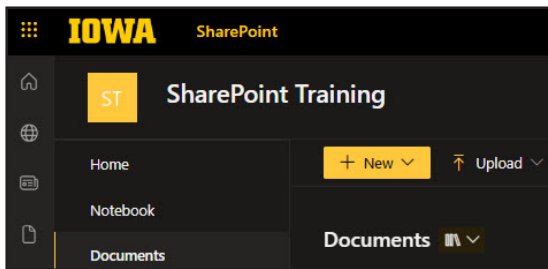 IOWA SharePoint
ST SharePoint Training
Home
Notebook
Documents
+ New Upload
Documents